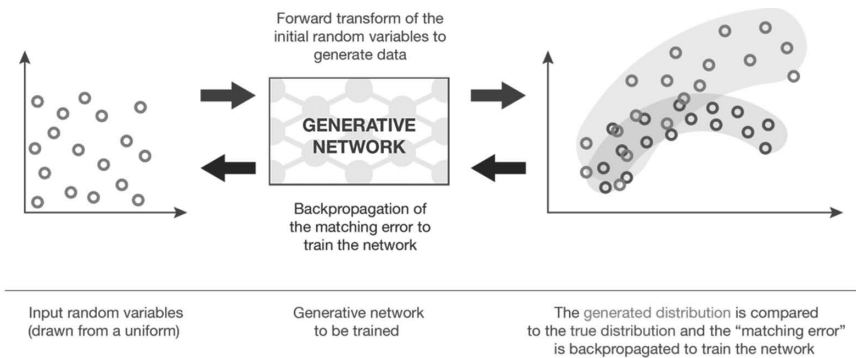 Forward transform of the
initial random variables to
generate data
GENERATIVE
NETWORK
Backpropagation of
the matching error to
train the network
Input random variables
(drawn from a uniform)
Generative network
to be trained
The generated distribution is compared
to the true distribution and the “matching error”
is backpropagated to train the network